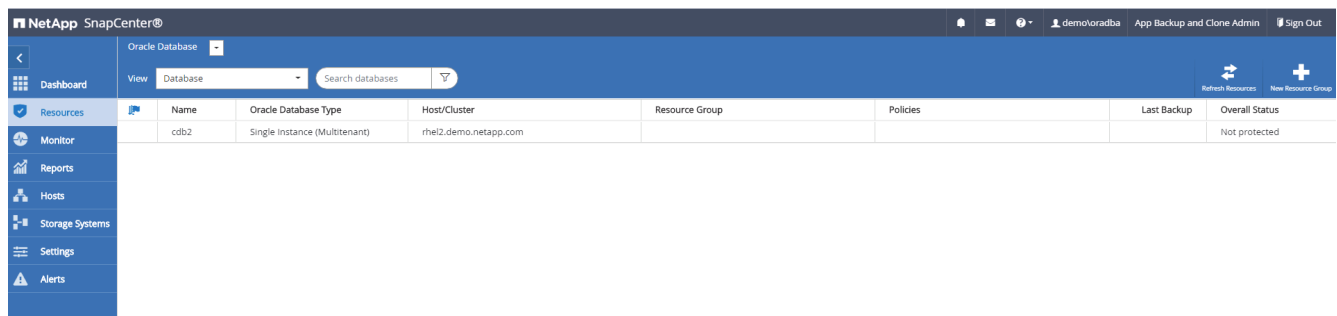 NetApp SnapCenter®
demo\oradba App Backup and Clone Admin Sign Out
Oracle Database
View Database Search databases
Refresh Resources New Resource Group
Dashboard
Resources
Monitor
Reports
Hosts
Storage Systems
Settings
Alerts
Name Oracle Database Type Host/Cluster Resource Group Policies Last Backup Overall Status
cdb2 Single Instance (Multitenant) rhel2.demo.netapp.com Not protected